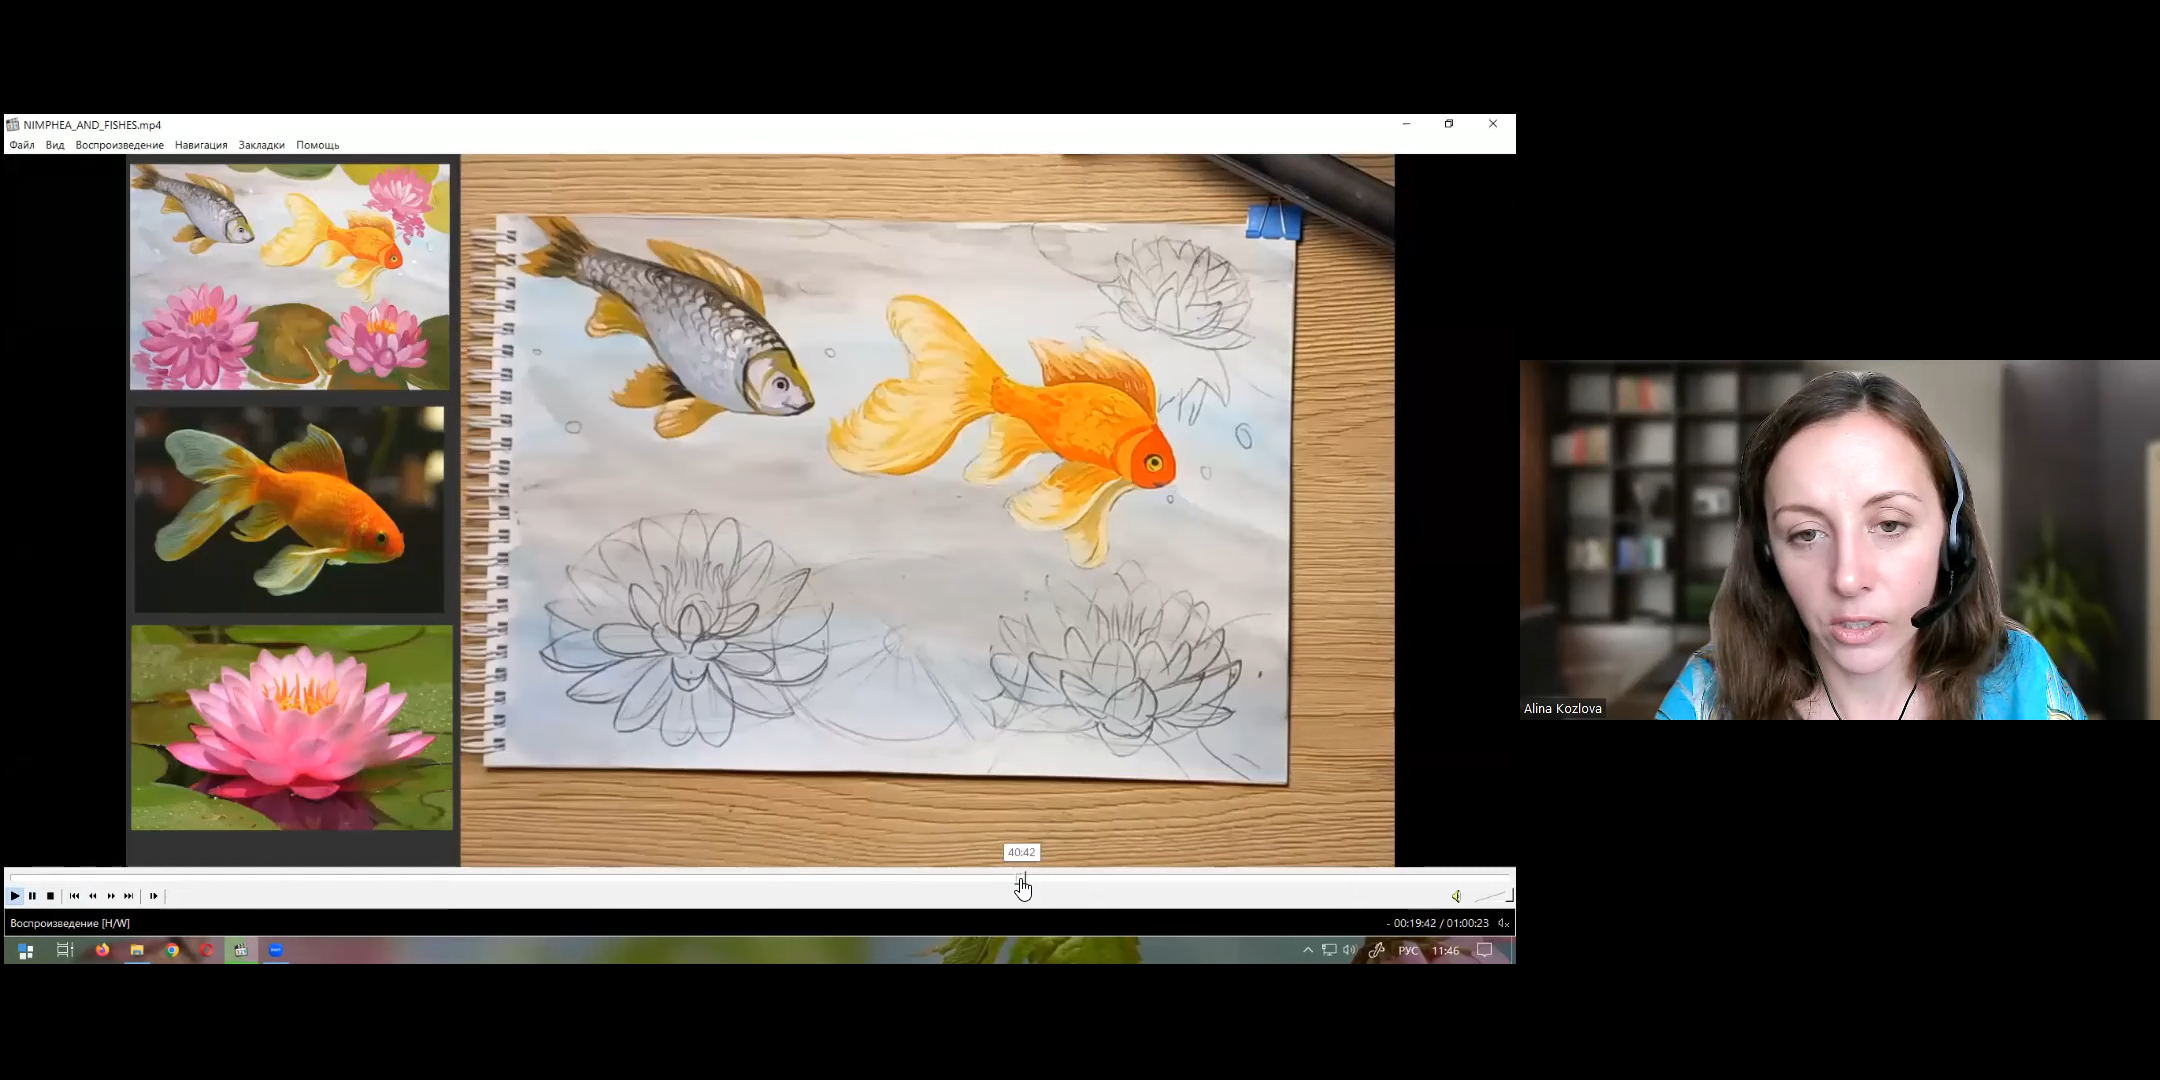 NIMPHEA_AND_FISHES.mp4
Файл Вид Воспроизведение Навигация Закладки Помощь
Alina Kozlova
40:42
Воспроизведение [H/W]
- 00:19:42 / 01:00:23
РУС 11:46